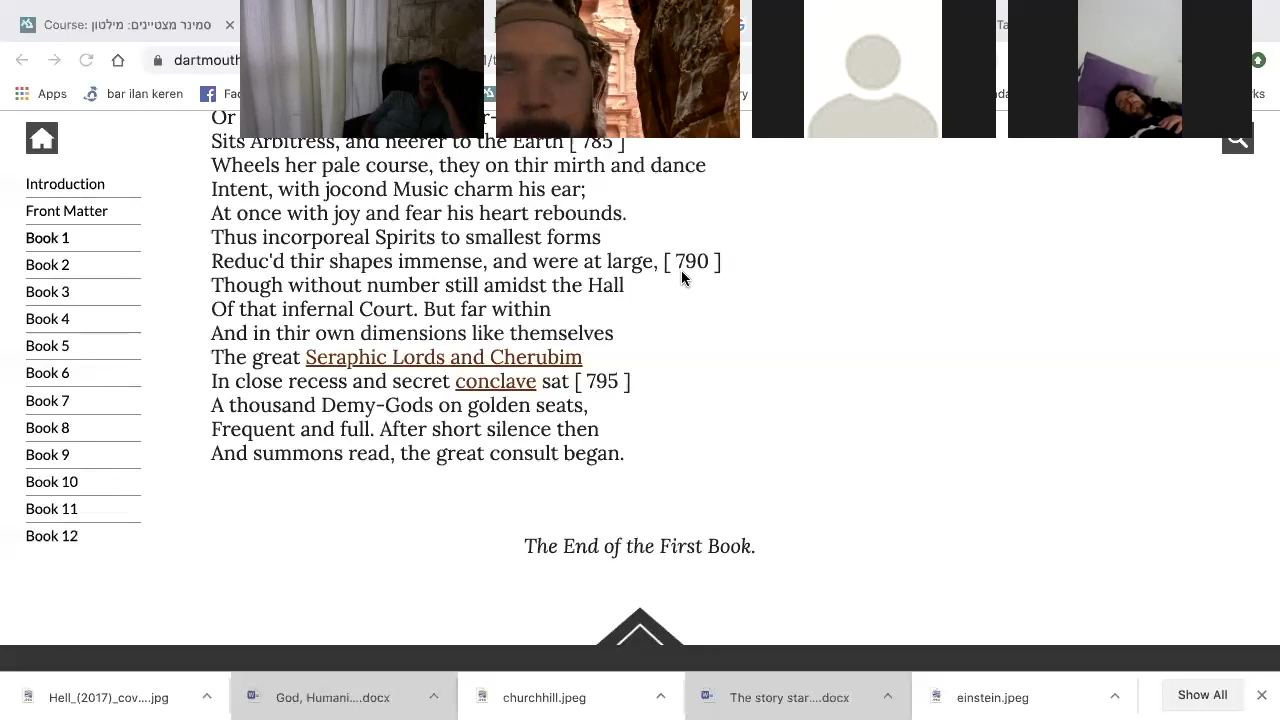 Course: סמינר מצטיינים: מילטון
dartmouth
Apps
bar ilan keren
Introduction
Front Matter
Book 1
Book 2
Book 3
Book 4
Book 5
Book 6
Book 7
Book 8
Book 9
Book 10
Book 11
Book 12
Or
Sits Arbitress, and neerer to the Earth [ 785 ]
Wheels her pale course, they on thir mirth and dance
Intent, with jocond Music charm his ear;
At once with joy and fear his heart rebounds.
Thus incorporeal Spirits to smallest forms
Reduc'd thir shapes immense, and were at large, [ 790 ]
Though without number still amidst the Hall
Of that infernal Court. But far within
And in thir own dimensions like themselves
The great Seraphic Lords and Cherubim
In close recess and secret conclave sat [ 795 ]
A thousand Demy-Gods on golden seats,
Frequent and full. After short silence then
And summons read, the great consult began.
The End of the First Book.
Hell_(2017)_cov....jpg
God, Humani....docx
churchhill.jpeg
The story star....docx
einstein.jpeg
Show All